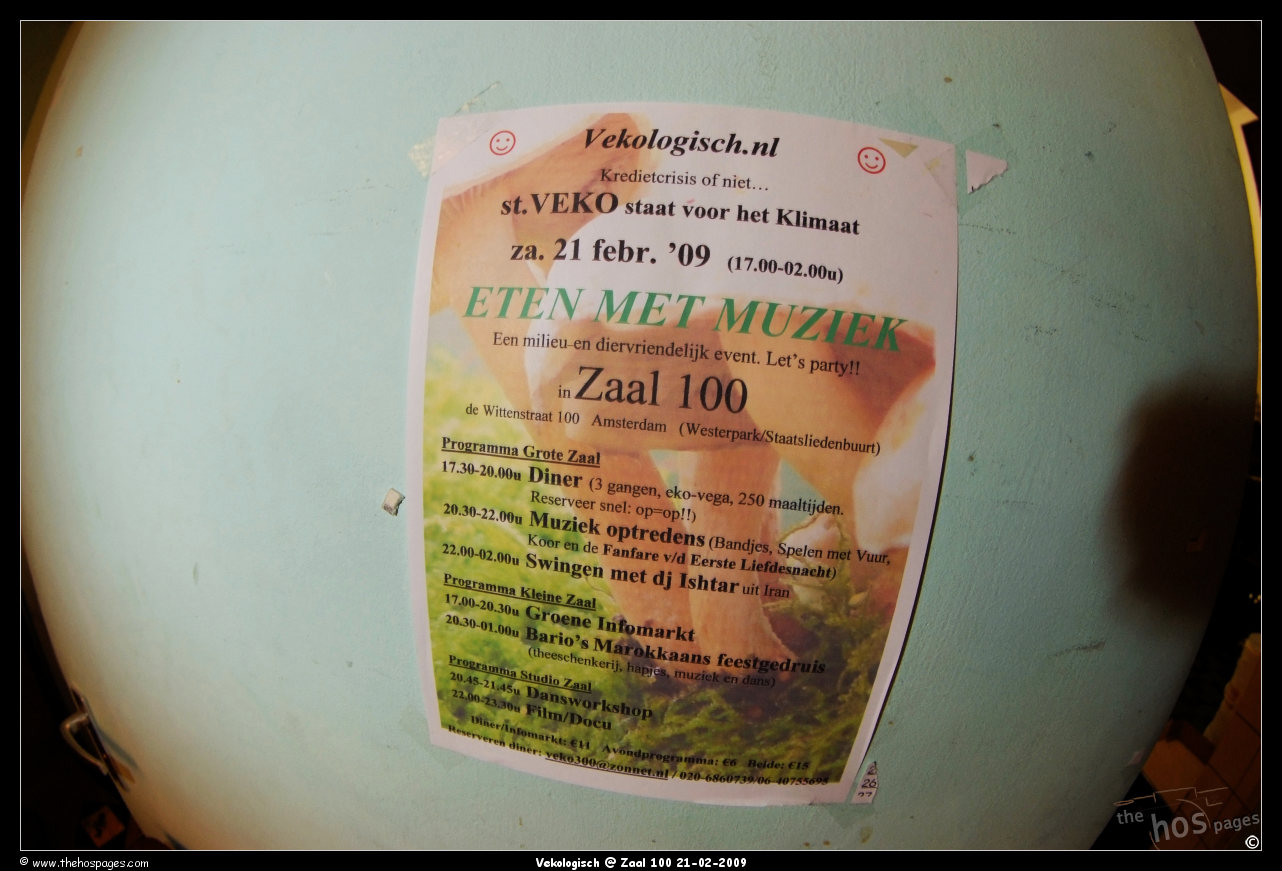 Vekologisch.nl
Kredietcrisis of niet…
st.VEKO staat voor het Klimaat
za. 21 febr. ’09 (17.00-02.00u)
ETEN MET MUZIEK
Een milieu-en diervriendelijk event. Let’s party!!
in Zaal 100
de Wittenstraat 100 Amsterdam (Westerpark/Staatsliedenbuurt)
Programma Grote Zaal
17.30-20.00u Diner (3 gangen, eko-vega, 250 maaltijden.
Reserveer snel: op=op!!)
20.30-22.00u Muziek optredens (Bandjes, Spelen met Vuur,
Koor en de Fanfare v/d Eerste Liefdesnacht)
22.00-02.00u Swingen met dj Ishtar uit Iran
Programma Kleine Zaal
17.00-20.30u Groene Infomarkt
20.30-01.00u Bario’s Marokkaans feestgedruis
(theeschenkerij, hapjes, muziek en dans)
Programma Studio Zaal
20.45-21.45u Dansworkshop
22.00-23.30u Film/Docu
Diner/Infomarkt: €11 Avondprogramma: €6 Beide: €15
Reserveren diner: veko300@zonnet.nl / 020-6860739/06-40755695
26
27
the hos pages
©
© www.thehospages.com
Vekologisch @ Zaal 100 21-02-2009